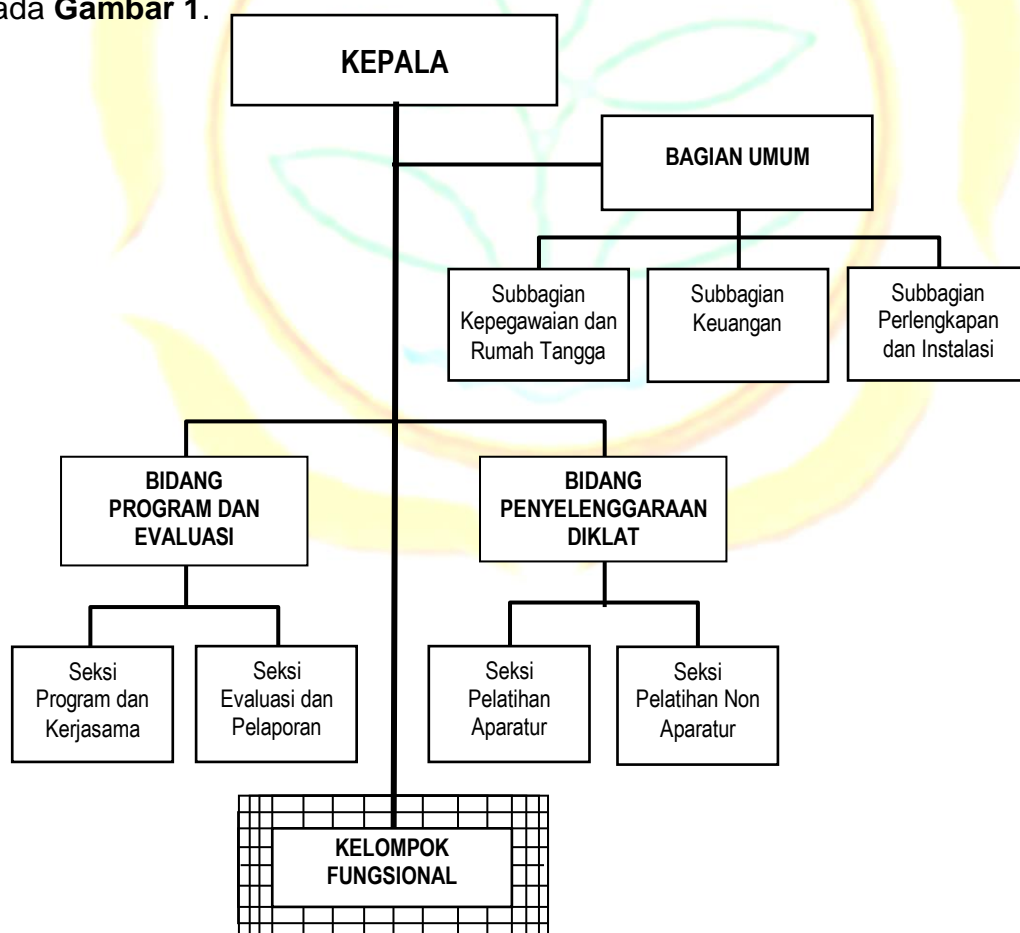 ada Gambar 1.
KEPALA
BAGIAN UMUM
Subbagian
Kepegawaian dan
Rumah Tangga
Subbagian
Keuangan
Subbagian
Perlengkapan
dan Instalasi
BIDANG
PROGRAM DAN
EVALUASI
BIDANG
PENYELENGGARAAN
DIKLAT
Seksi
Program dan
Kerjasama
Seksi
Evaluasi dan
Pelaporan
Seksi
Pelatihan
Aparatur
Seksi
Pelatihan Non
Aparatur
KELOMPOK
FUNGSIONAL